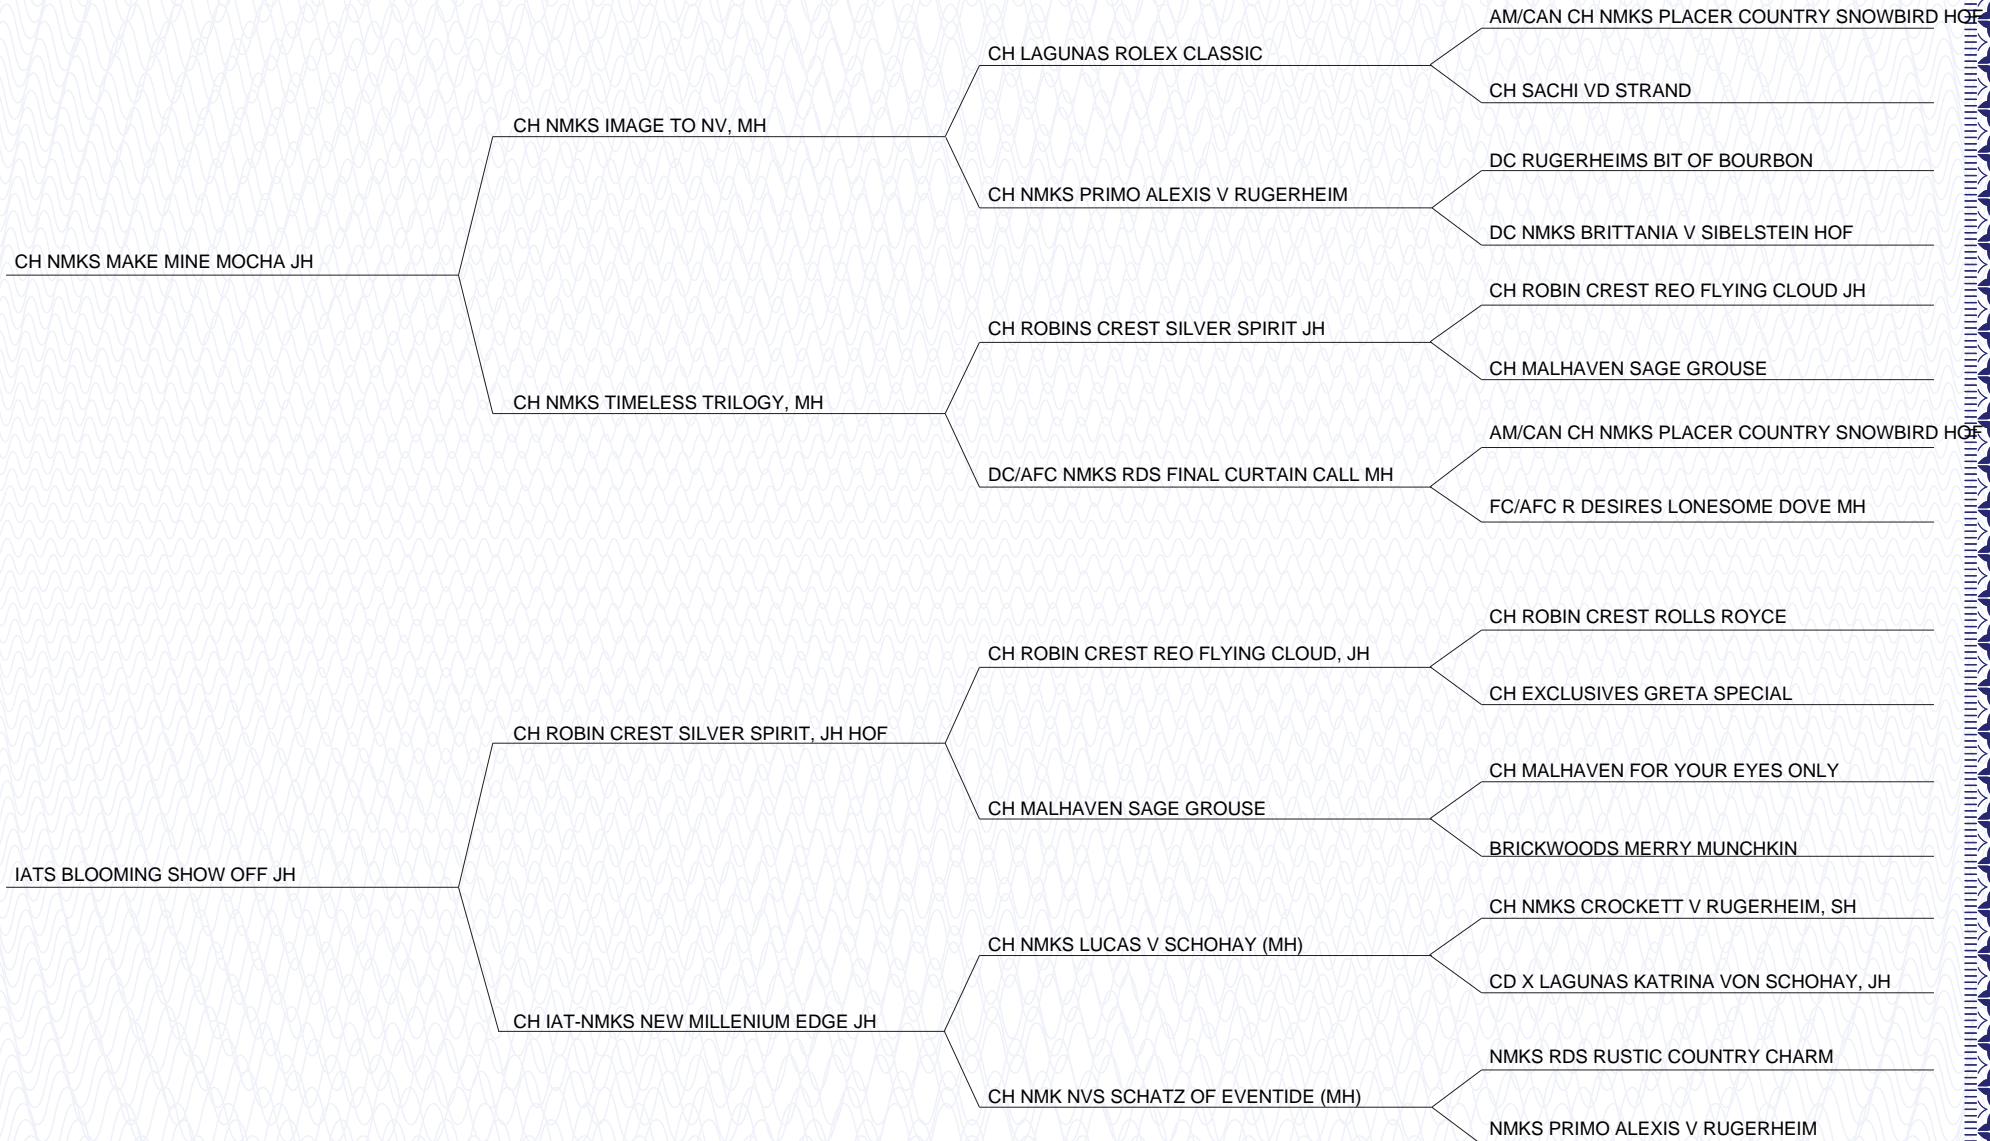 AM/CAN CH NMKS PLACER COUNTRY SNOWBIRD HOF
CH LAGUNAS ROLEX CLASSIC
CH SACHI VD STRAND
CH NMKS IMAGE TO NV, MH
DC RUGERHEIMS BIT OF BOURBON
CH NMKS PRIMO ALEXIS V RUGERHEIM
DC NMKS BRITTANIA V SIBELSTEIN HOF
CH NMKS MAKE MINE MOCHA JH
CH ROBIN CREST REO FLYING CLOUD JH
CH ROBINS CREST SILVER SPIRIT JH
CH MALHAVEN SAGE GROUSE
CH NMKS TIMELESS TRILOGY, MH
AM/CAN CH NMKS PLACER COUNTRY SNOWBIRD HOF
DC/AFC NMKS RDS FINAL CURTAIN CALL MH
FC/AFC R DESIRES LONESOME DOVE MH
CH ROBIN CREST ROLLS ROYCE
CH ROBIN CREST REO FLYING CLOUD, JH
CH EXCLUSIVES GRETA SPECIAL
CH ROBIN CREST SILVER SPIRIT, JH HOF
CH MALHAVEN FOR YOUR EYES ONLY
CH MALHAVEN SAGE GROUSE
BRICKWOODS MERRY MUNCHKIN
IATS BLOOMING SHOW OFF JH
CH NMKS CROCKETT V RUGERHEIM, SH
CH NMKS LUCAS V SCHOHAY (MH)
CD X LAGUNAS KATRINA VON SCHOHAY, JH
CH IAT-NMKS NEW MILLENIUM EDGE JH
NMKS RDS RUSTIC COUNTRY CHARM
CH NMK NVS SCHATZ OF EVENTIDE (MH)
NMKS PRIMO ALEXIS V RUGERHEIM